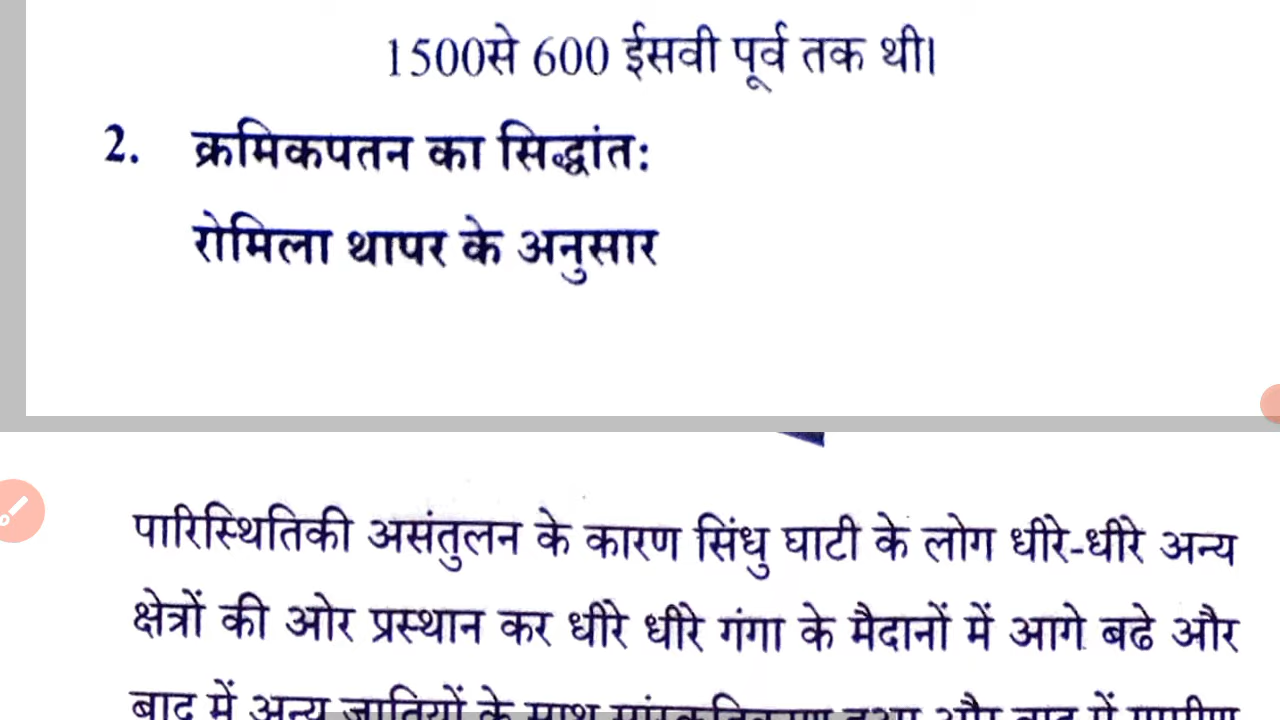 1500से 600 ईसवी पूर्व तक थी।
2. क्रमिकपतन का सिद्धांतः
रोमिला थापर के अनुसार
पारिस्थितिकी असंतुलन के कारण सिंधु घाटी के लोग धीरे-धीरे अन्य
क्षेत्रों की ओर प्रस्थान कर धीरे धीरे गंगा के मैदानों में आगे बढे और
बाद में अन्य जातियों के साथ